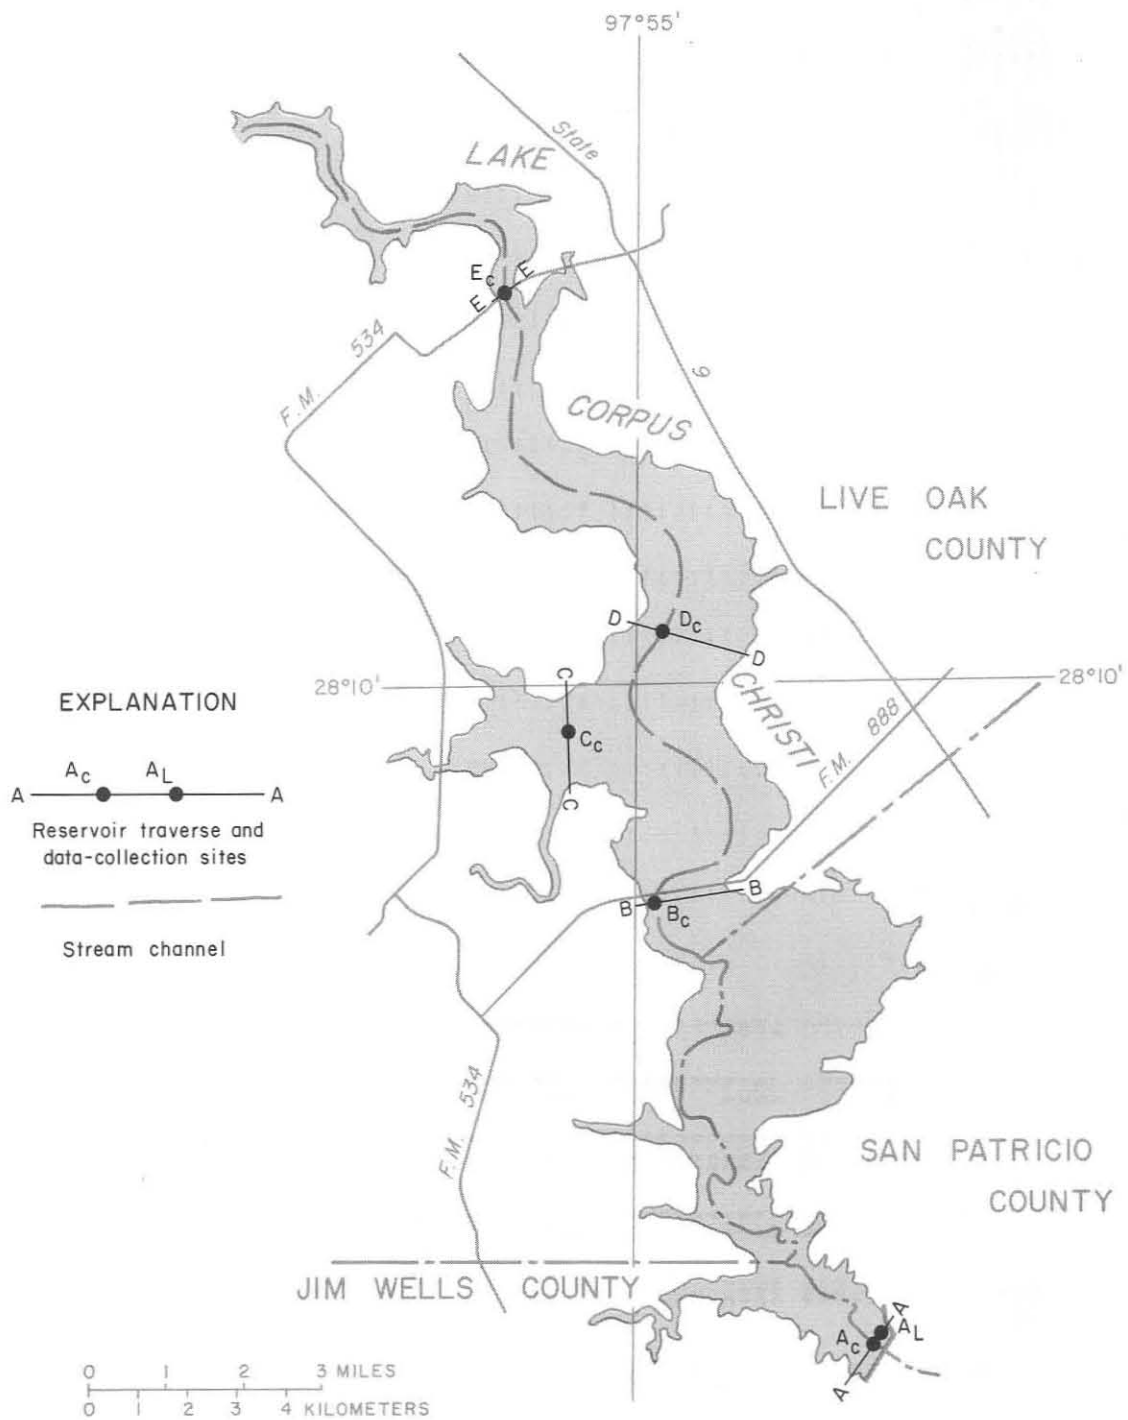 97°55'
State
LAKE
E
Ec
E
534
F.M.
9
CORPUS
LIVE OAK
COUNTY
D
Dc
D
C
28°10'
28°10'
CHRISTI
EXPLANATION
888
F.M.
Cc
Ac
AL
A
A
C
Reservoir traverse and
data-collection sites
B
B
Bc
Stream channel
534
F.M.
SAN PATRICIO
COUNTY
JIM WELLS COUNTY
A
AL
Ac
A
0 1 2 3 MILES
0 1 2 3 4 KILOMETERS